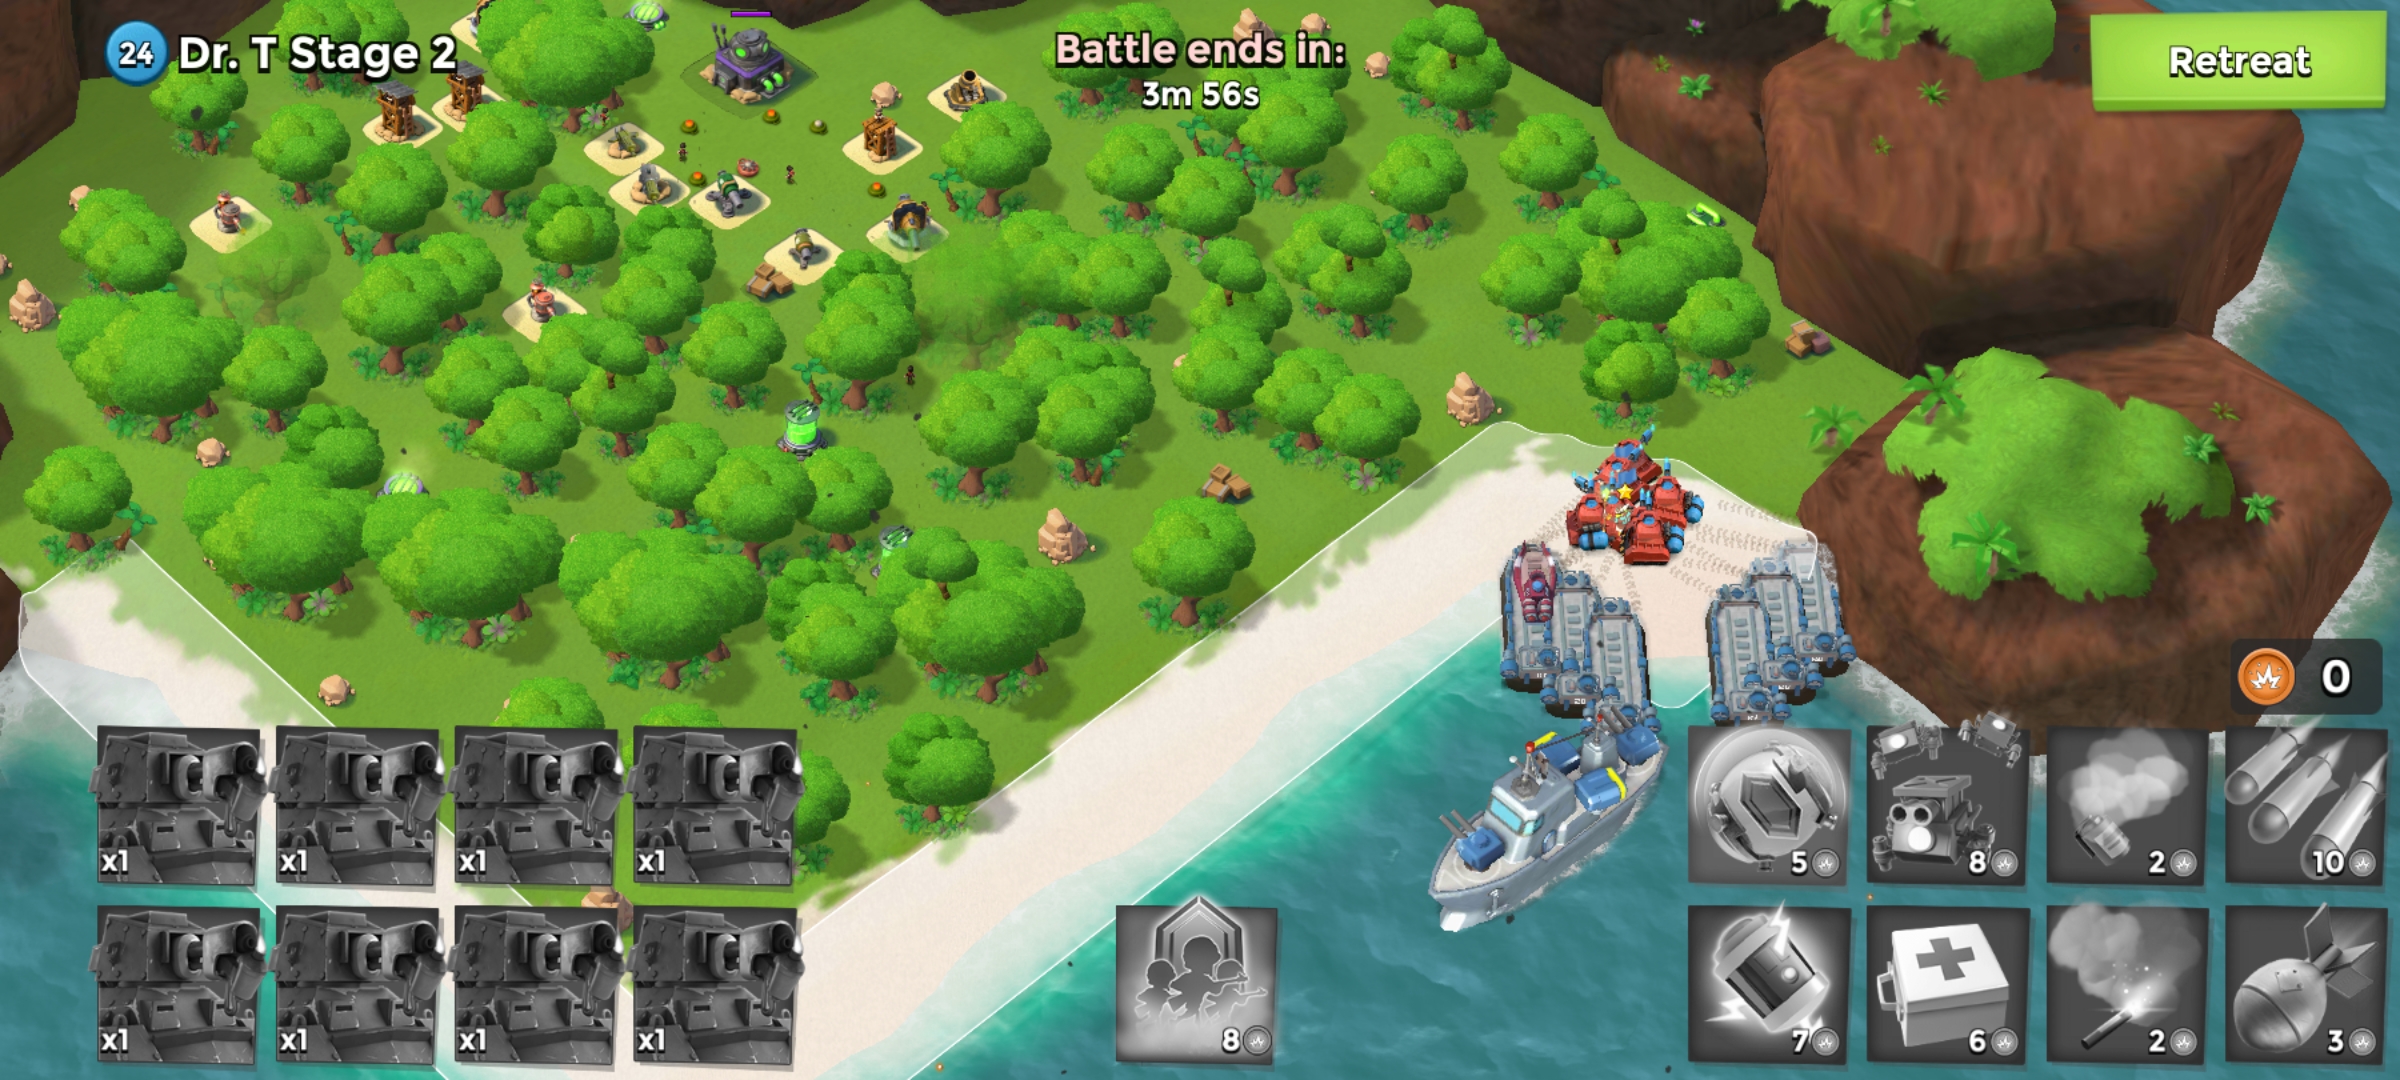 24 Dr. T Stage 2
Battle ends in:
3m 56s
Retreat
0
x1 x1 x1 x1
5 8 2 10
x1 x1 x1 x1
8
7 6 2 3